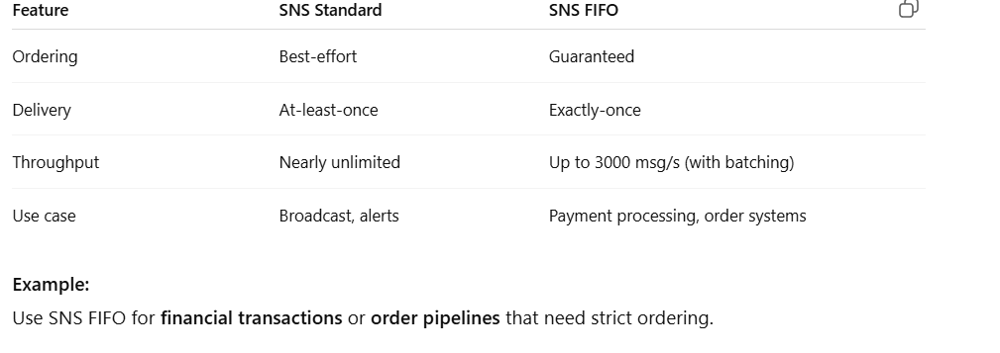 Feature SNS Standard SNS FIFO
Ordering Best-effort Guaranteed
Delivery At-least-once Exactly-once
Throughput Nearly unlimited Up to 3000 msg/s (with batching)
Use case Broadcast, alerts Payment processing, order systems
Example:
Use SNS FIFO for financial transactions or order pipelines that need strict ordering.